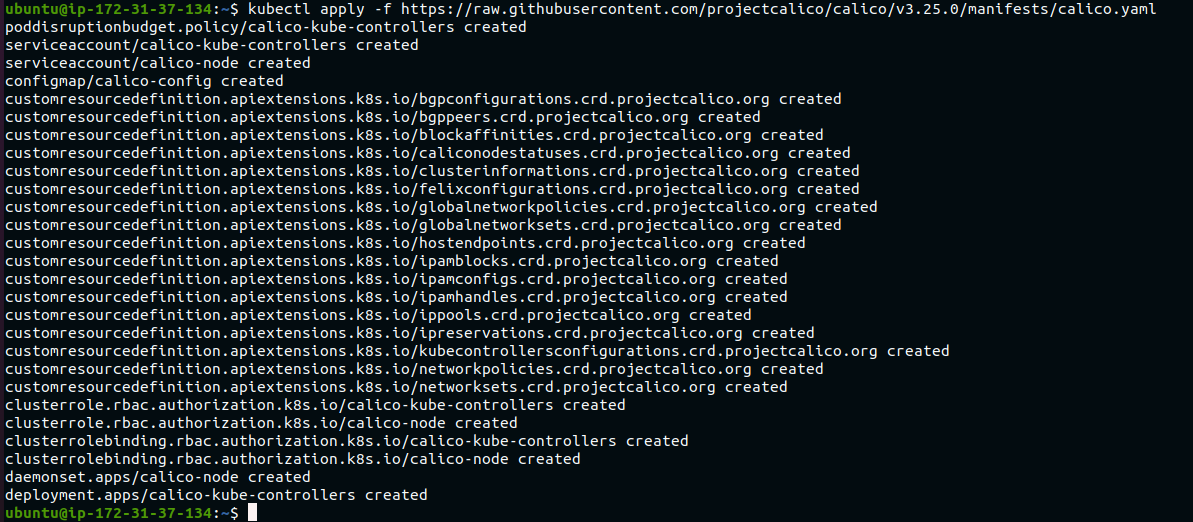 ubuntu@ip-172-31-37-134:~$ kubectl apply -f https://raw.githubusercontent.com/projectcalico/calico/v3.25.0/manifests/calico.yaml
poddisruptionbudget.policy/calico-kube-controllers created
serviceaccount/calico-kube-controllers created
serviceaccount/calico-node created
configmap/calico-config created
customresourcedefinition.apiextensions.k8s.io/bgpconfigurations.crd.projectcalico.org created
customresourcedefinition.apiextensions.k8s.io/bgppeers.crd.projectcalico.org created
customresourcedefinition.apiextensions.k8s.io/blockaffinities.crd.projectcalico.org created
customresourcedefinition.apiextensions.k8s.io/caliconodestatuses.crd.projectcalico.org created
customresourcedefinition.apiextensions.k8s.io/clusterinformations.crd.projectcalico.org created
customresourcedefinition.apiextensions.k8s.io/felixconfigurations.crd.projectcalico.org created
customresourcedefinition.apiextensions.k8s.io/globalnetworkpolicies.crd.projectcalico.org created
customresourcedefinition.apiextensions.k8s.io/globalnetworksets.crd.projectcalico.org created
customresourcedefinition.apiextensions.k8s.io/hostendpoints.crd.projectcalico.org created
customresourcedefinition.apiextensions.k8s.io/ipamblocks.crd.projectcalico.org created
customresourcedefinition.apiextensions.k8s.io/ipamconfigs.crd.projectcalico.org created
customresourcedefinition.apiextensions.k8s.io/ipamhandles.crd.projectcalico.org created
customresourcedefinition.apiextensions.k8s.io/ippools.crd.projectcalico.org created
customresourcedefinition.apiextensions.k8s.io/ipreservations.crd.projectcalico.org created
customresourcedefinition.apiextensions.k8s.io/kubecontrollersconfigurations.crd.projectcalico.org created
customresourcedefinition.apiextensions.k8s.io/networkpolicies.crd.projectcalico.org created
customresourcedefinition.apiextensions.k8s.io/networksets.crd.projectcalico.org created
clusterrole.rbac.authorization.k8s.io/calico-kube-controllers created
clusterrole.rbac.authorization.k8s.io/calico-node created
clusterrolebinding.rbac.authorization.k8s.io/calico-kube-controllers created
clusterrolebinding.rbac.authorization.k8s.io/calico-node created
daemonset.apps/calico-node created
deployment.apps/calico-kube-controllers created
ubuntu@ip-172-31-37-134:~$